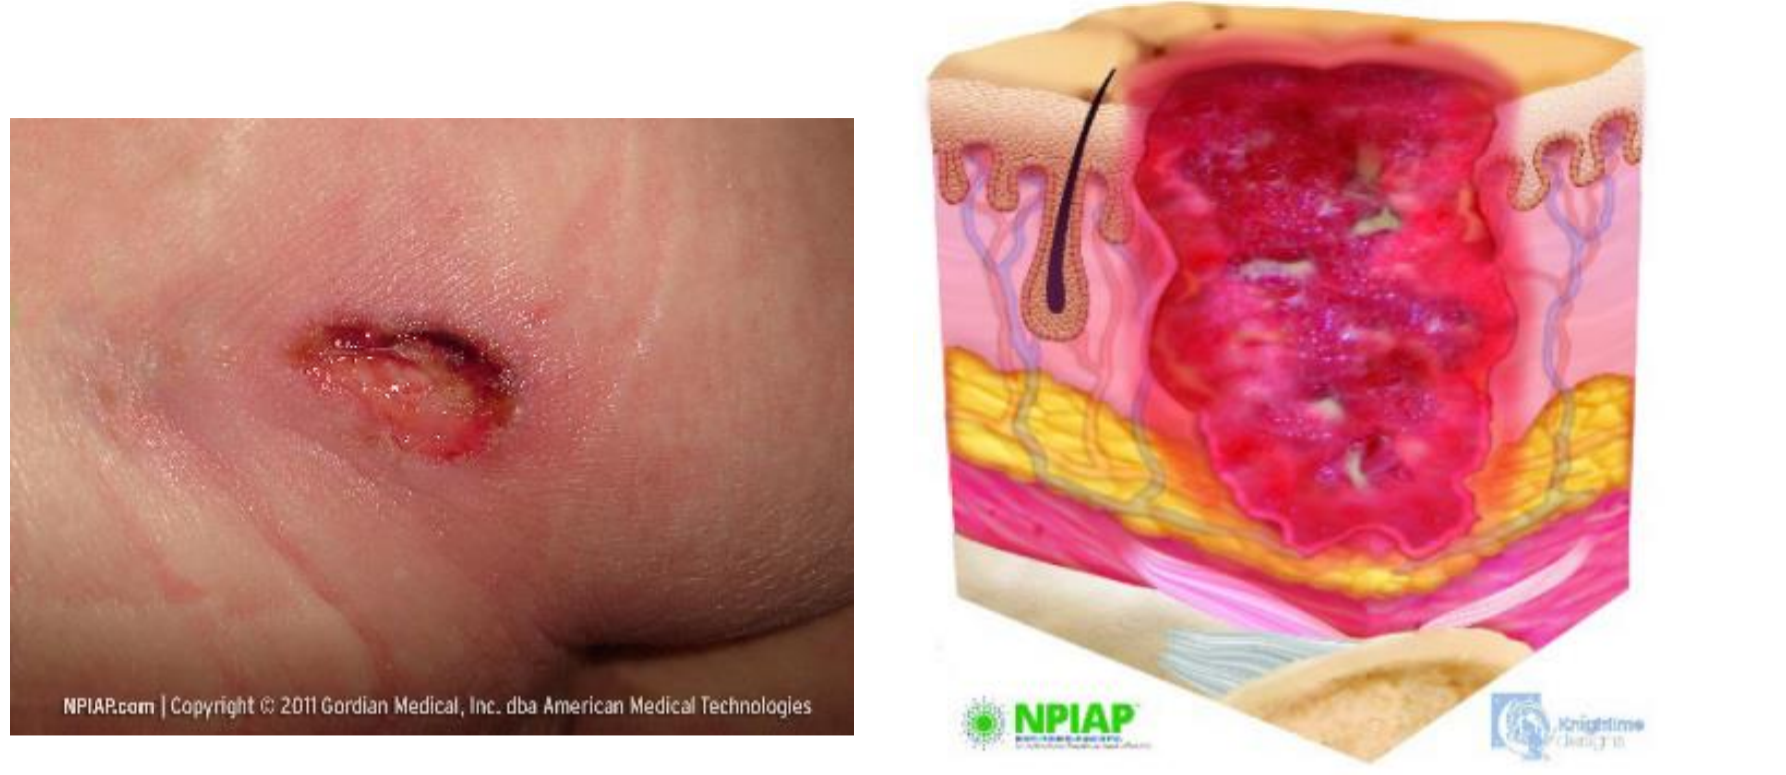 NPIAP.com | Copyright © 2011 Gordian Medical, Inc. dba American Medical Technologies
NPIAP
Knightime
designs